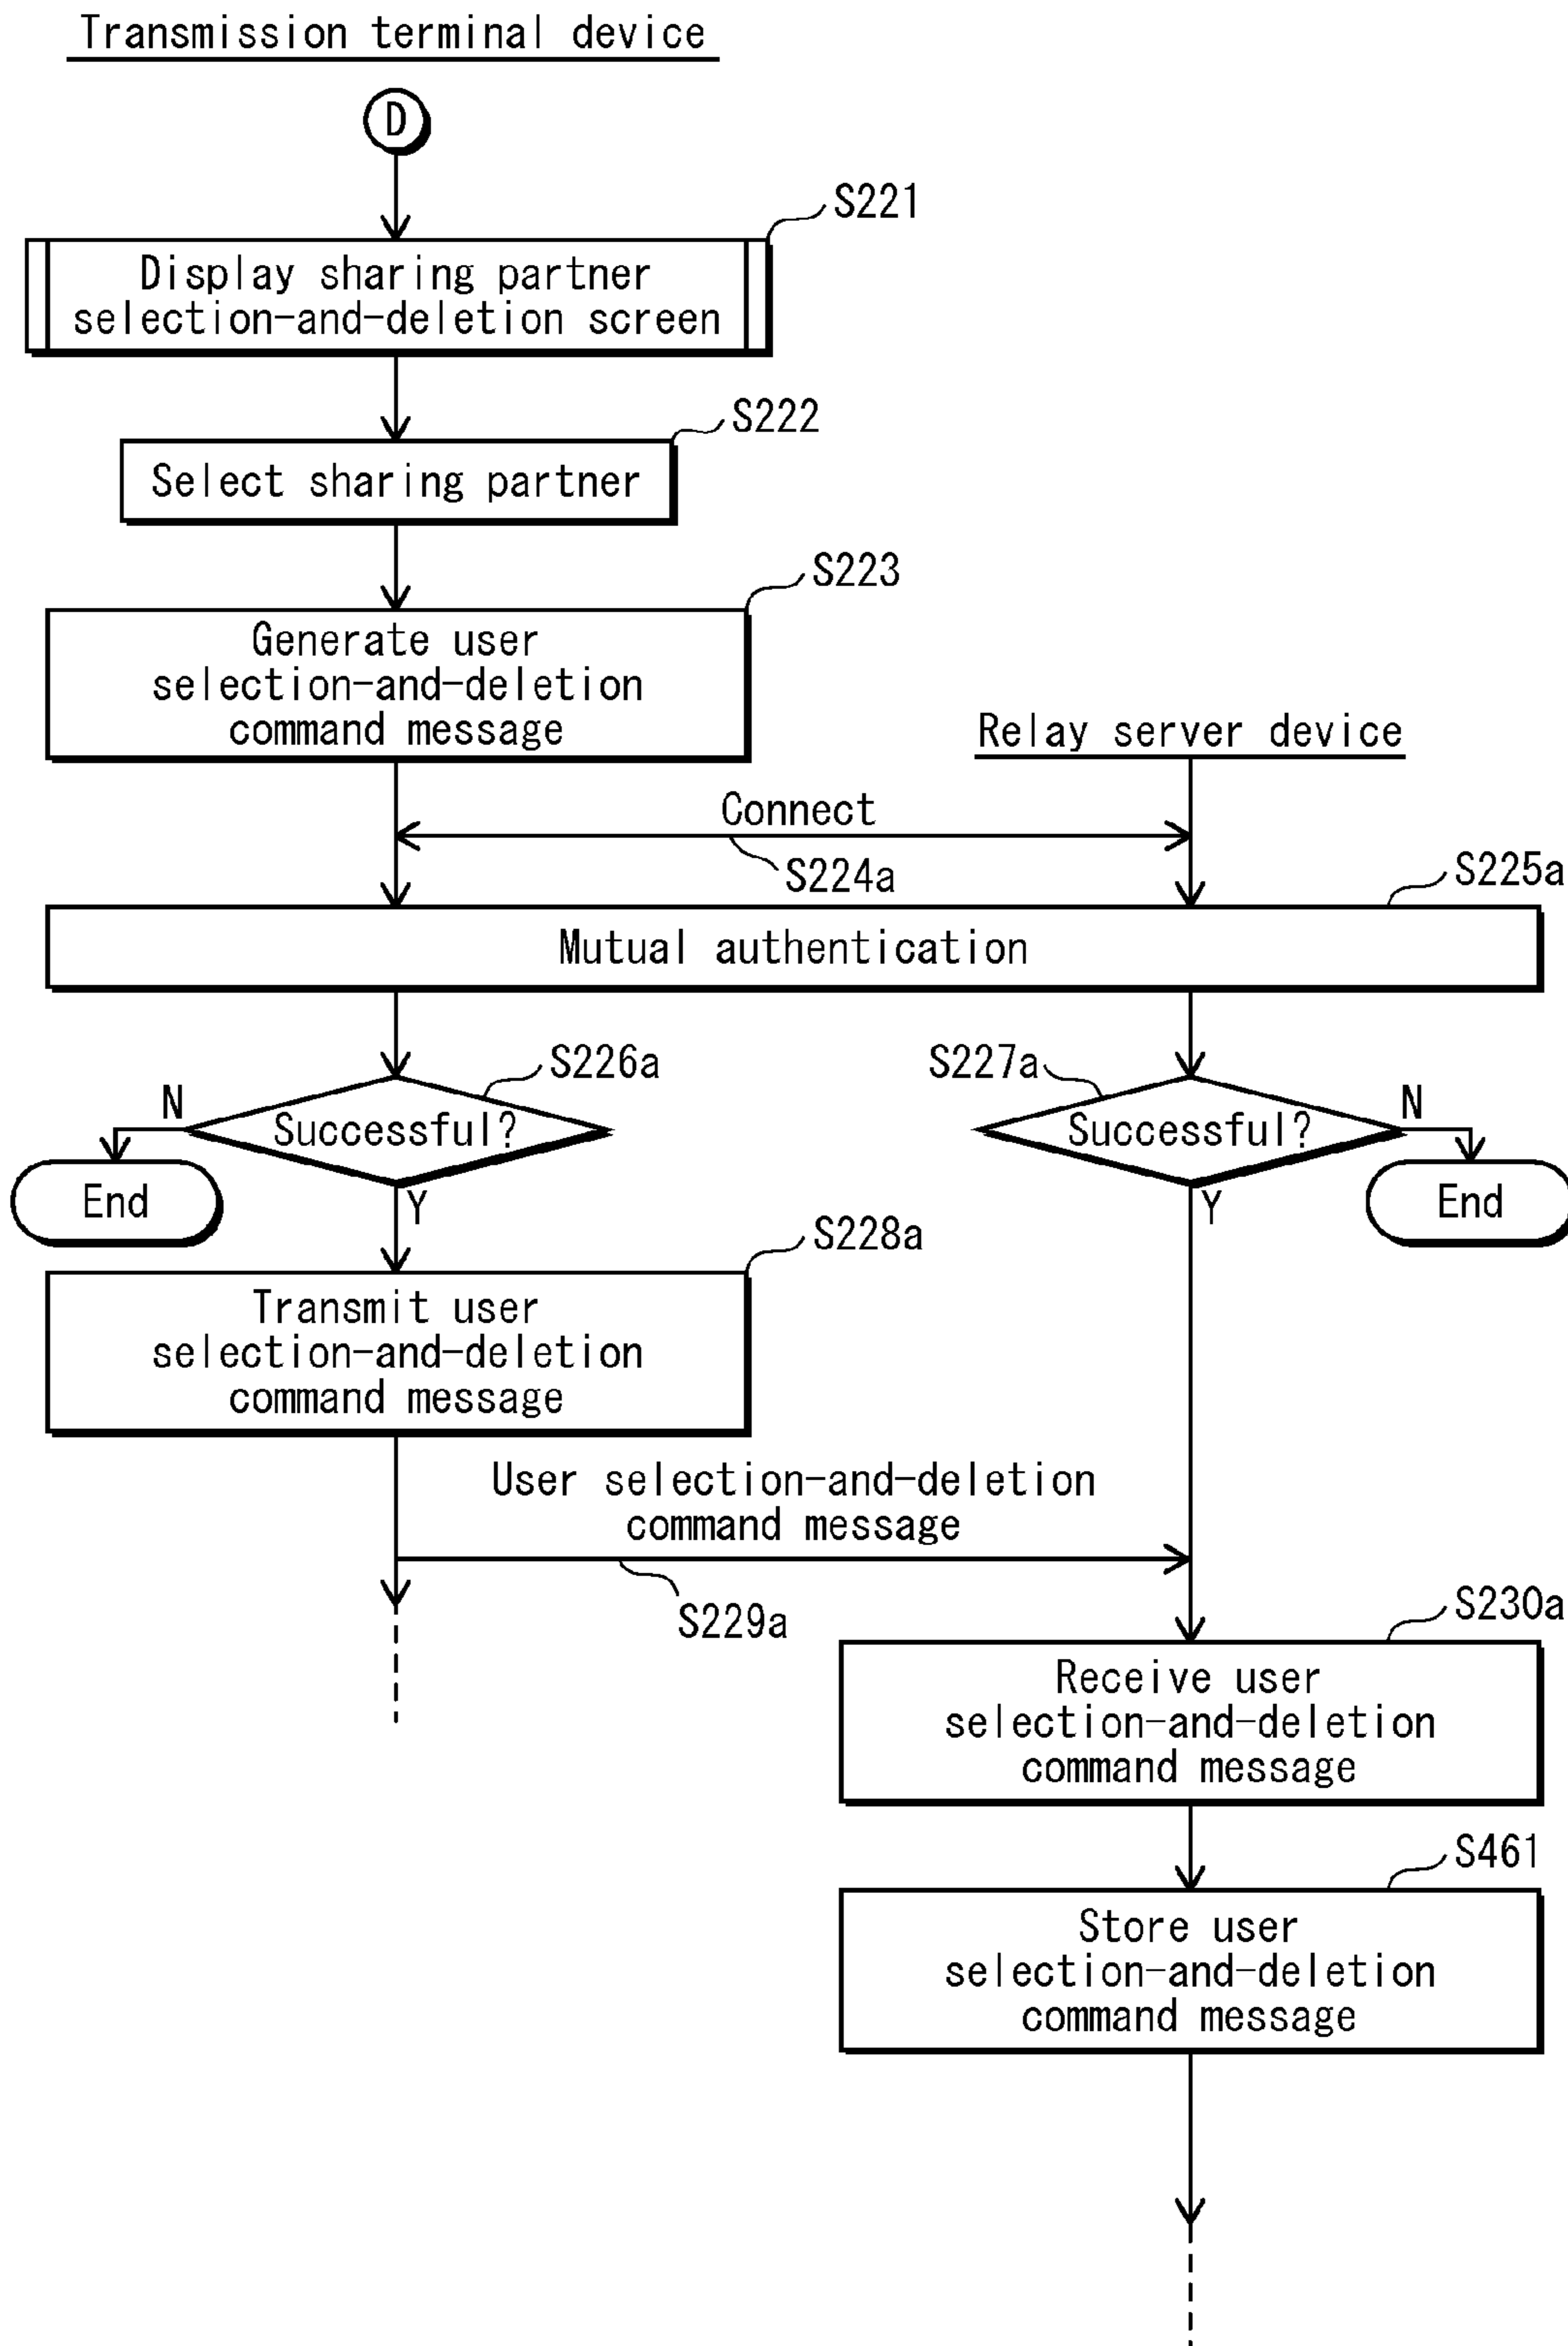 Transmission terminal device
D
S221
Display sharing partner
selection-and-deletion screen
S222
Select sharing partner
S223
Generate user
selection-and-deletion
command message
Relay server device
Connect
S224a
S225a
Mutual authentication
S226a
S227a
N
Successful?
Successful?
N
End
Y
Y
End
S228a
Transmit user
selection-and-deletion
command message
User selection-and-deletion
command message
S229a
S230a
Receive user
selection-and-deletion
command message
S461
Store user
selection-and-deletion
command message